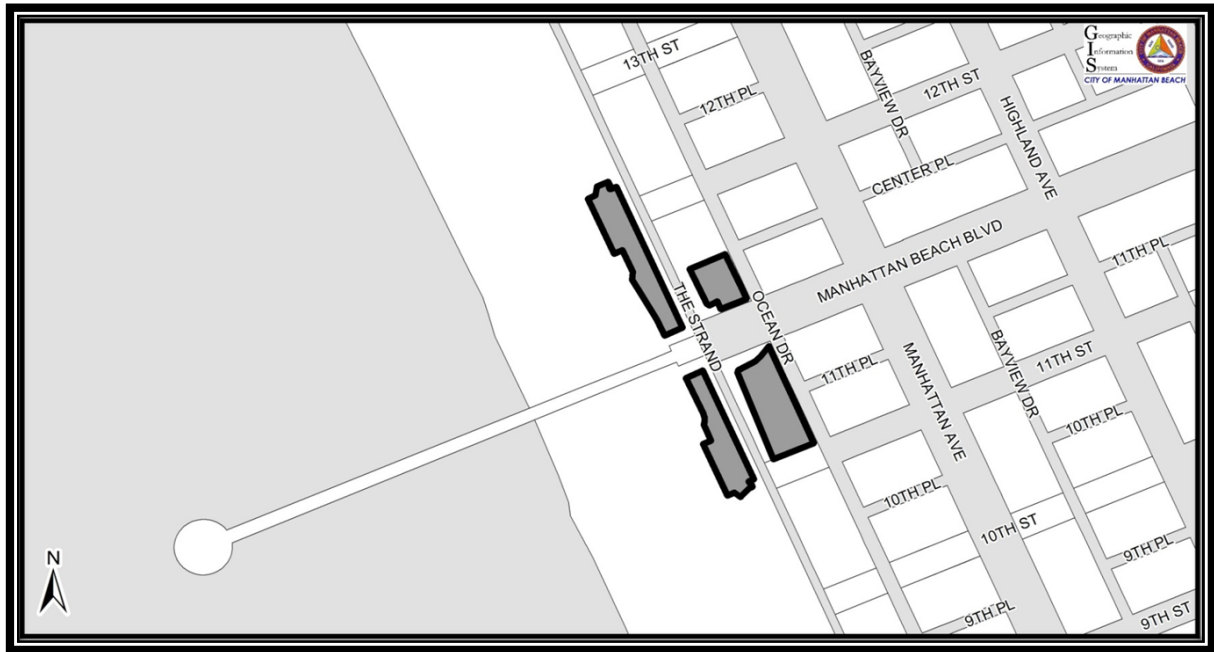 Geographic
Information
System
CITY OF MANHATTAN BEACH
13TH ST
BAYVIEW DR
12TH ST
12TH PL
HIGHLAND AVE
CENTER PL
MANHATTAN BEACH BLVD
11TH PL
THE STRAND
OCEAN DR
11TH PL
MANHATTAN AVE
BAYVIEW DR
11TH ST
10TH PL
10TH PL
10TH ST
9TH PL
9TH PL
9TH ST
N